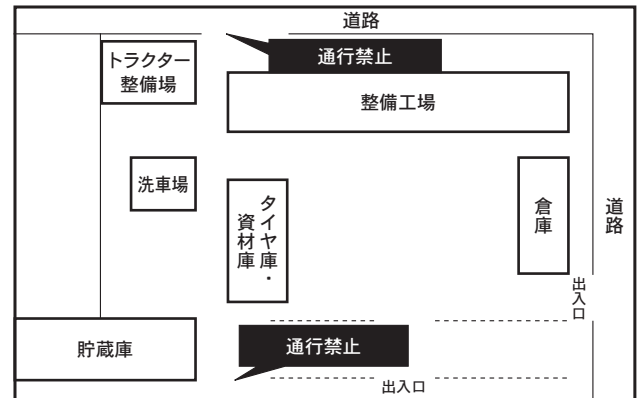 道路
通行禁止
トラクター
整備場
整備工場
洗車場
タイヤ庫・
資材庫
倉庫
道路
出入口
貯蔵庫
通行禁止
出入口